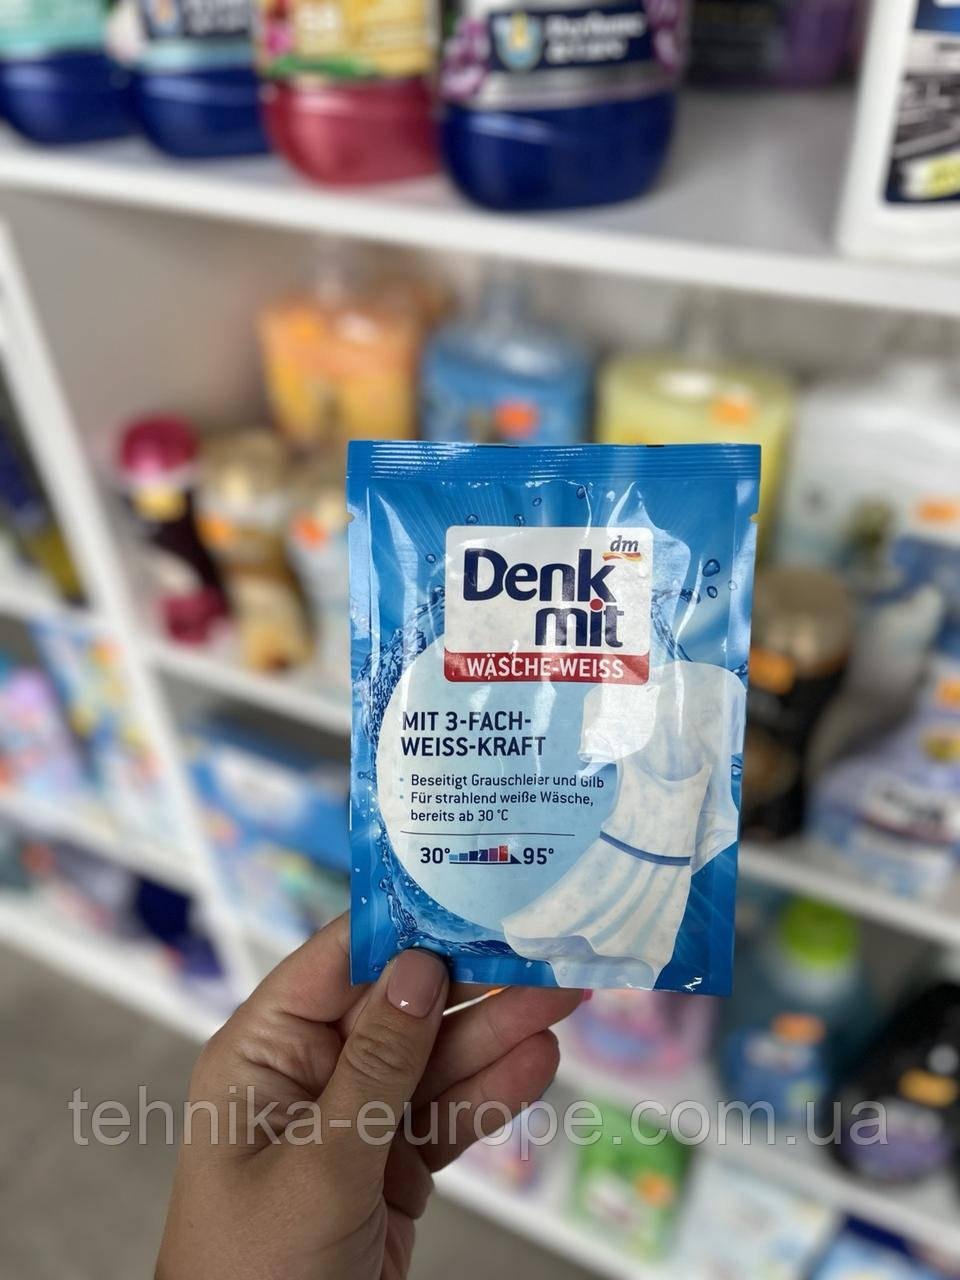 dm
Denk
mit
WÄSCHE-WEISS
MIT 3-FACH-
WEISS-KRAFT
• Beseitigt Grauschleier und Gilb
• Für strahlend weiße Wäsche,
bereits ab 30 °C
30° 95°
tehnika-europe.com.ua